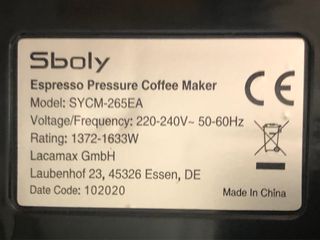 Sboly
Espresso Pressure Coffee Maker
Model: SYCM-265EA
Voltage/Frequency: 220-240V~ 50-60Hz
Rating: 1372-1633W
Lacamax GmbH
Laubenhof 23, 45326 Essen, DE
Date Code: 102020
Made In China
CE